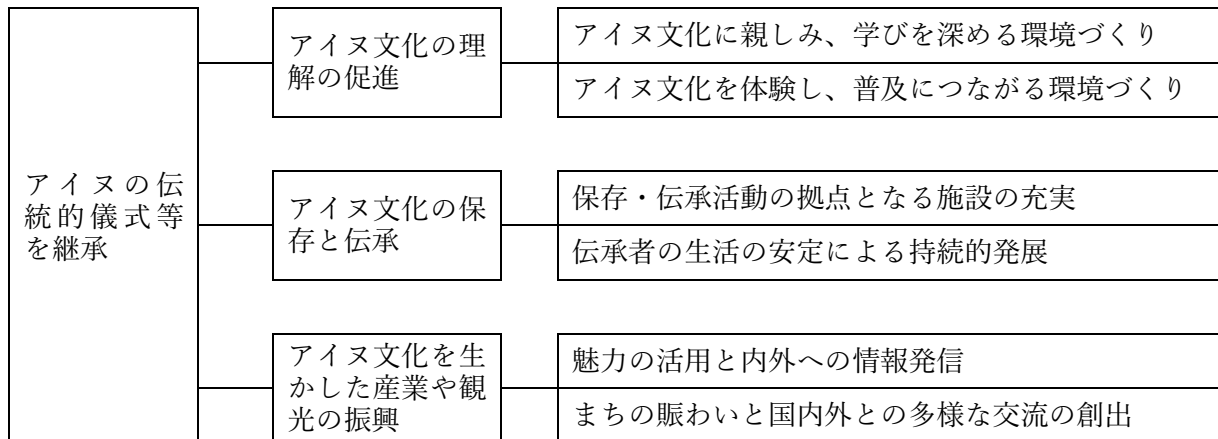 アイヌの伝
統的儀式等
を継承
アイヌ文化の理
解の促進
アイヌ文化に親しみ、学びを深める環境づくり
アイヌ文化を体験し、普及につながる環境づくり
アイヌ文化の保
存と伝承
保存・伝承活動の拠点となる施設の充実
伝承者の生活の安定による持続的発展
アイヌ文化を生
かした産業や観
光の振興
魅力の活用と内外への情報発信
まちの賑わいと国内外との多様な交流の創出